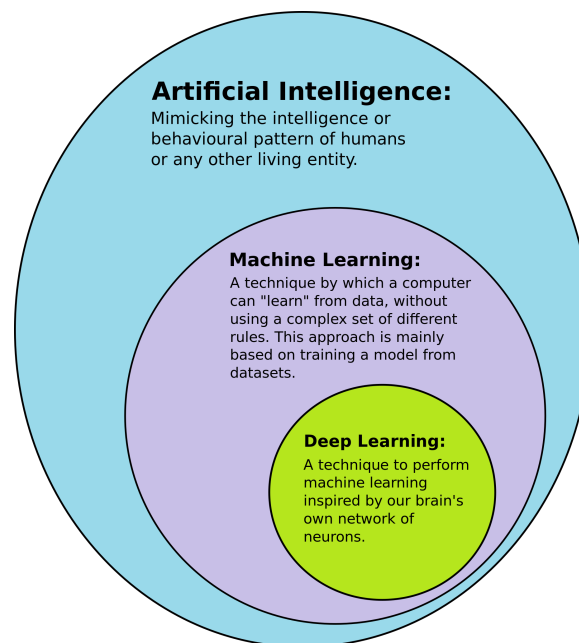 Artificial Intelligence:
Mimicking the intelligence or
behavioural pattern of humans
or any other living entity.
Machine Learning:
A technique by which a computer
can "learn" from data, without
using a complex set of different
rules. This approach is mainly
based on training a model from
datasets.
Deep Learning:
A technique to perform
machine learning
inspired by our brain's
own network of
neurons.